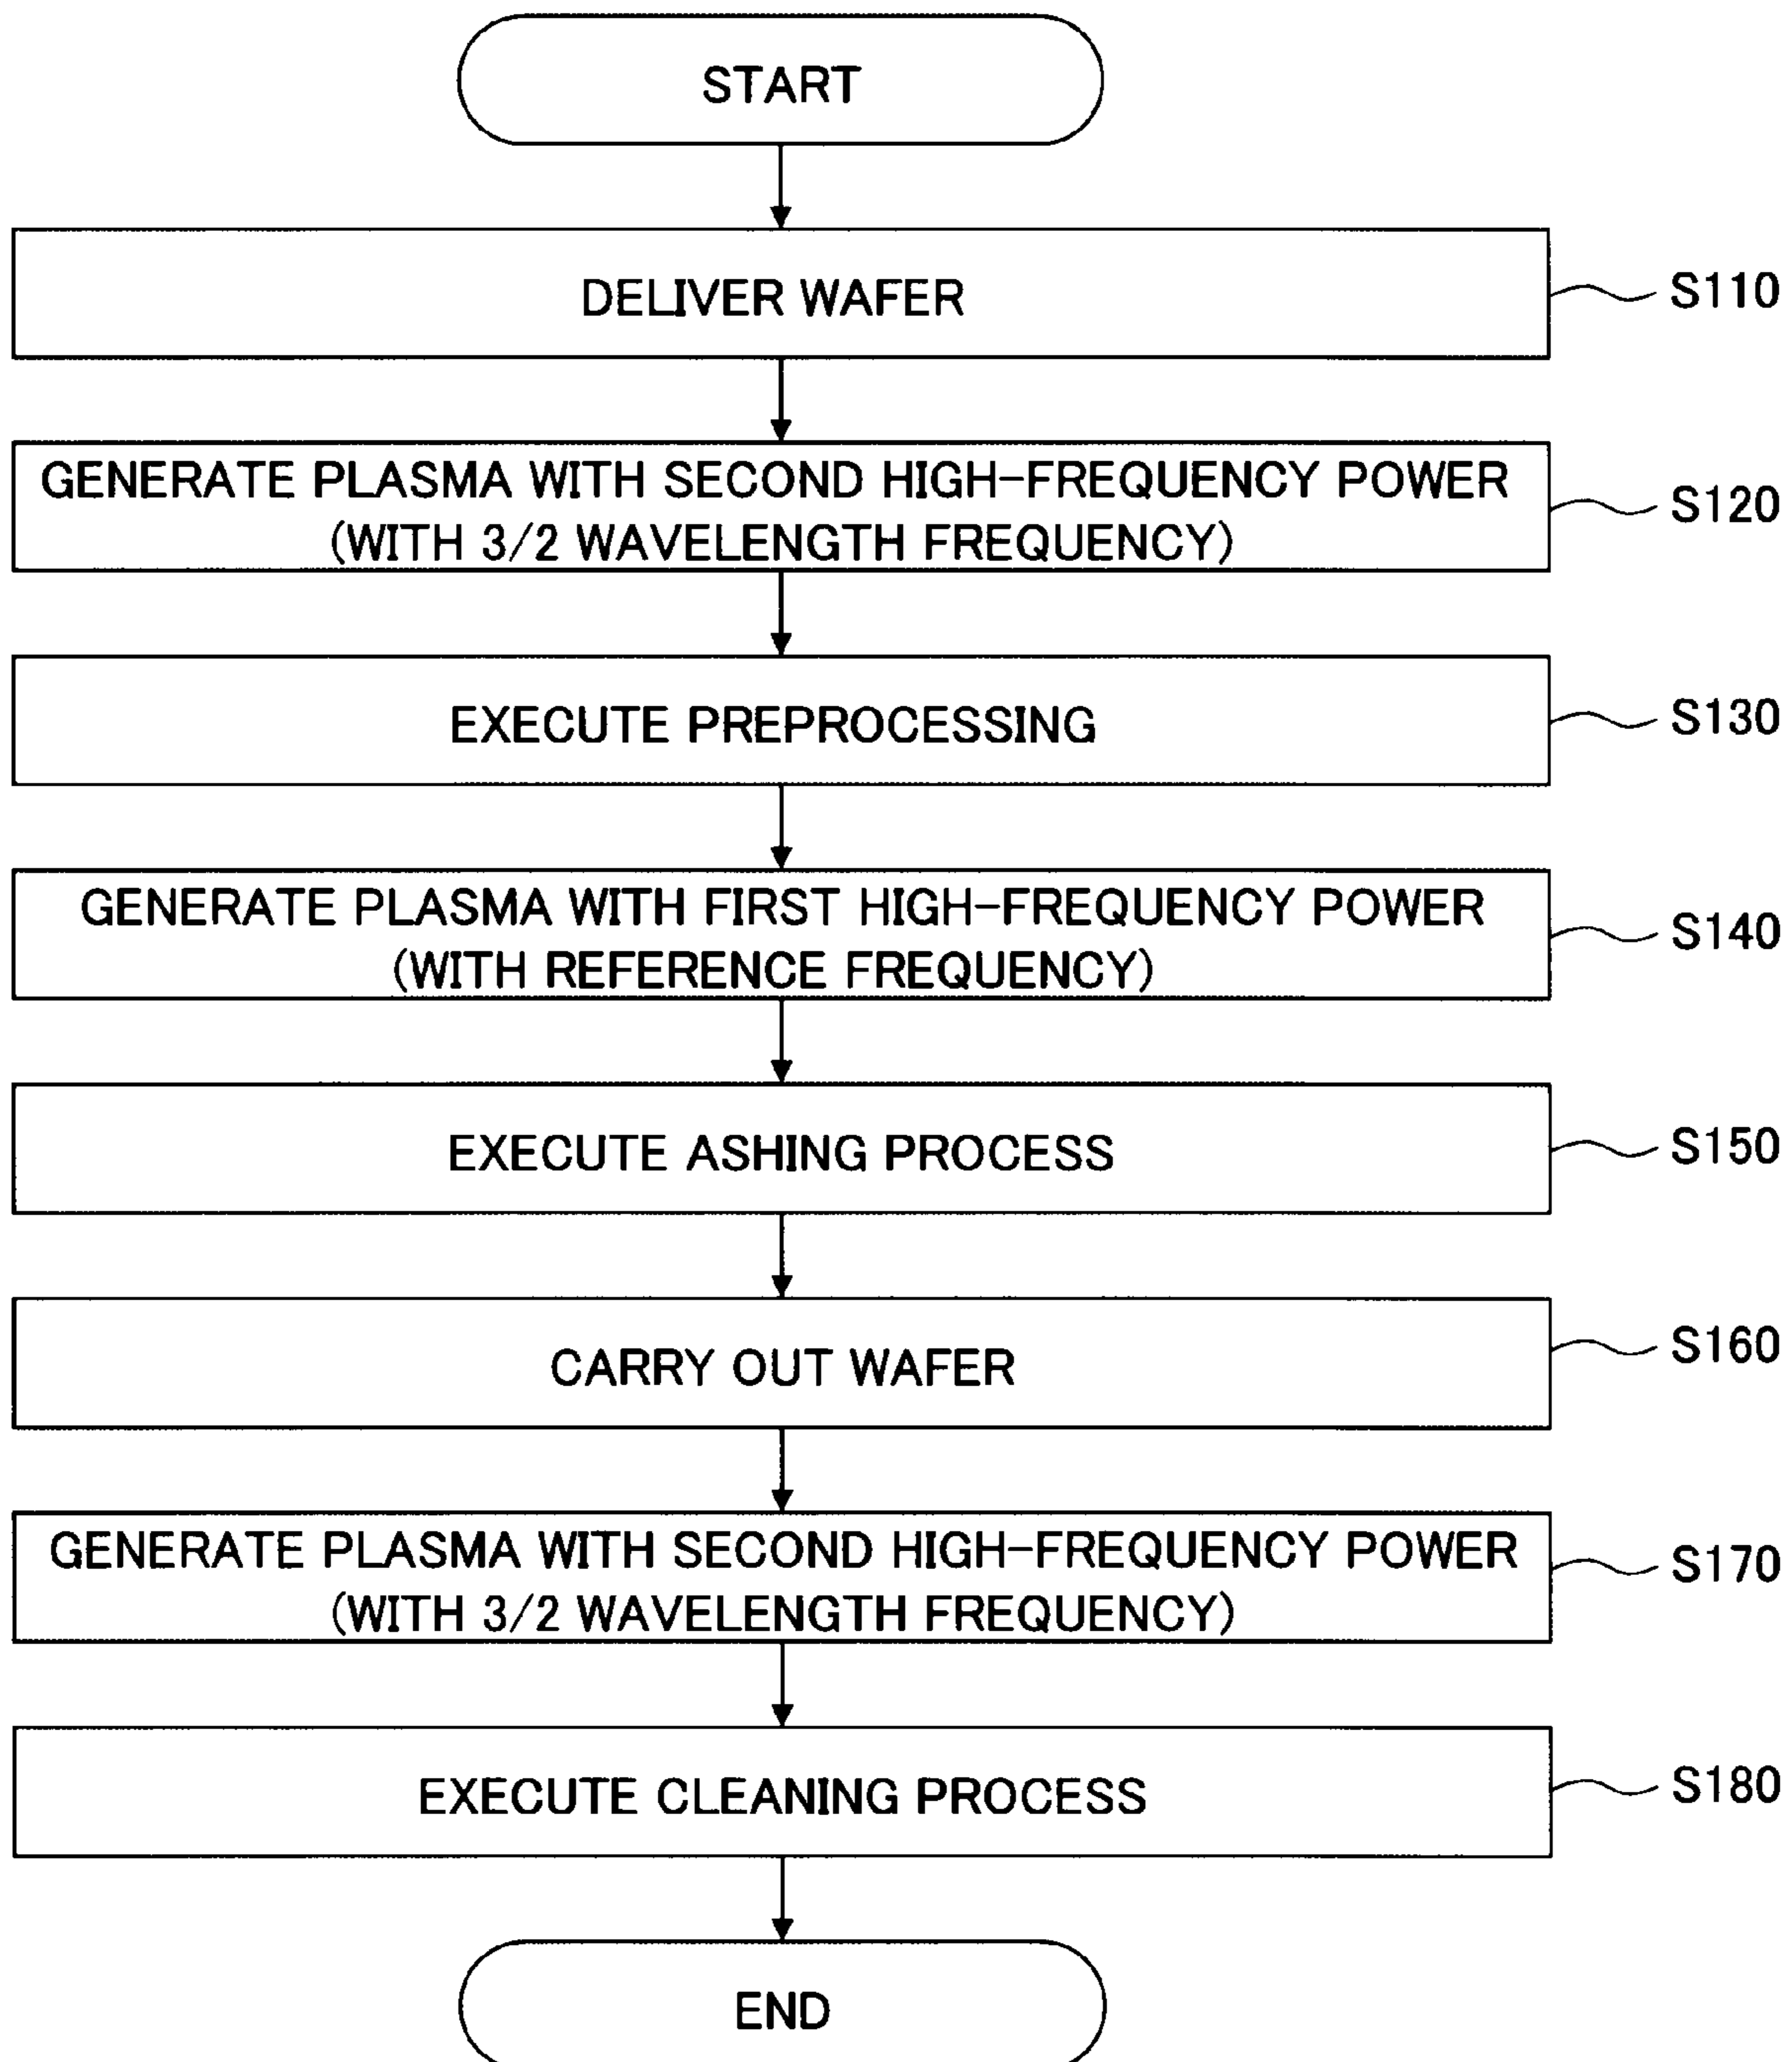 START
DELIVER WAFER
S110
GENERATE PLASMA WITH SECOND HIGH-FREQUENCY POWER
(WITH 3/2 WAVELENGTH FREQUENCY)
S120
EXECUTE PREPROCESSING
S130
GENERATE PLASMA WITH FIRST HIGH-FREQUENCY POWER
(WITH REFERENCE FREQUENCY)
S140
EXECUTE ASHING PROCESS
S150
CARRY OUT WAFER
S160
GENERATE PLASMA WITH SECOND HIGH-FREQUENCY POWER
(WITH 3/2 WAVELENGTH FREQUENCY)
S170
EXECUTE CLEANING PROCESS
S180
END